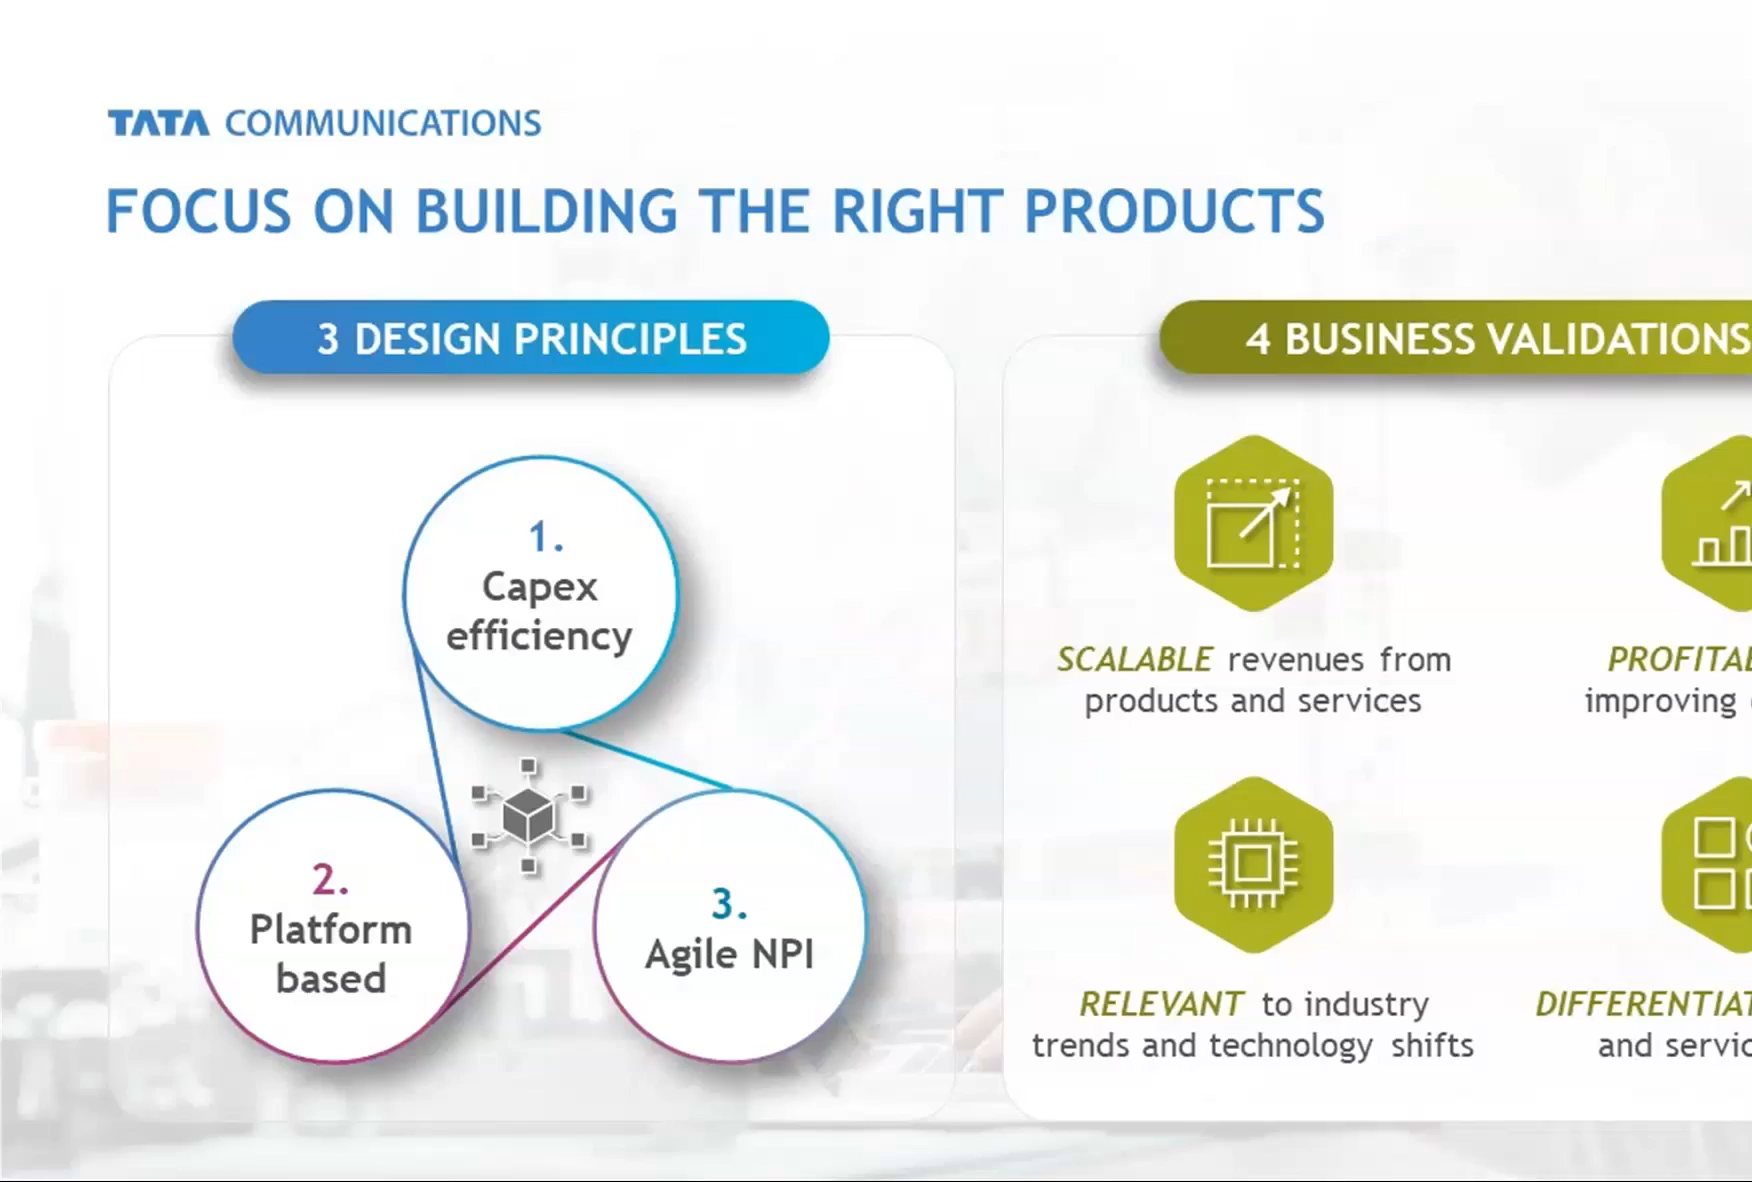 TATA COMMUNICATIONS
FOCUS ON BUILDING THE RIGHT PRODUCTS
3 DESIGN PRINCIPLES
1.
Capex
efficiency
2.
Platform
based
3.
Agile NPI
4 BUSINESS VALIDATIONS
SCALABLE revenues from
products and services
improving
RELEVANT to industry
trends and technology shifts
and